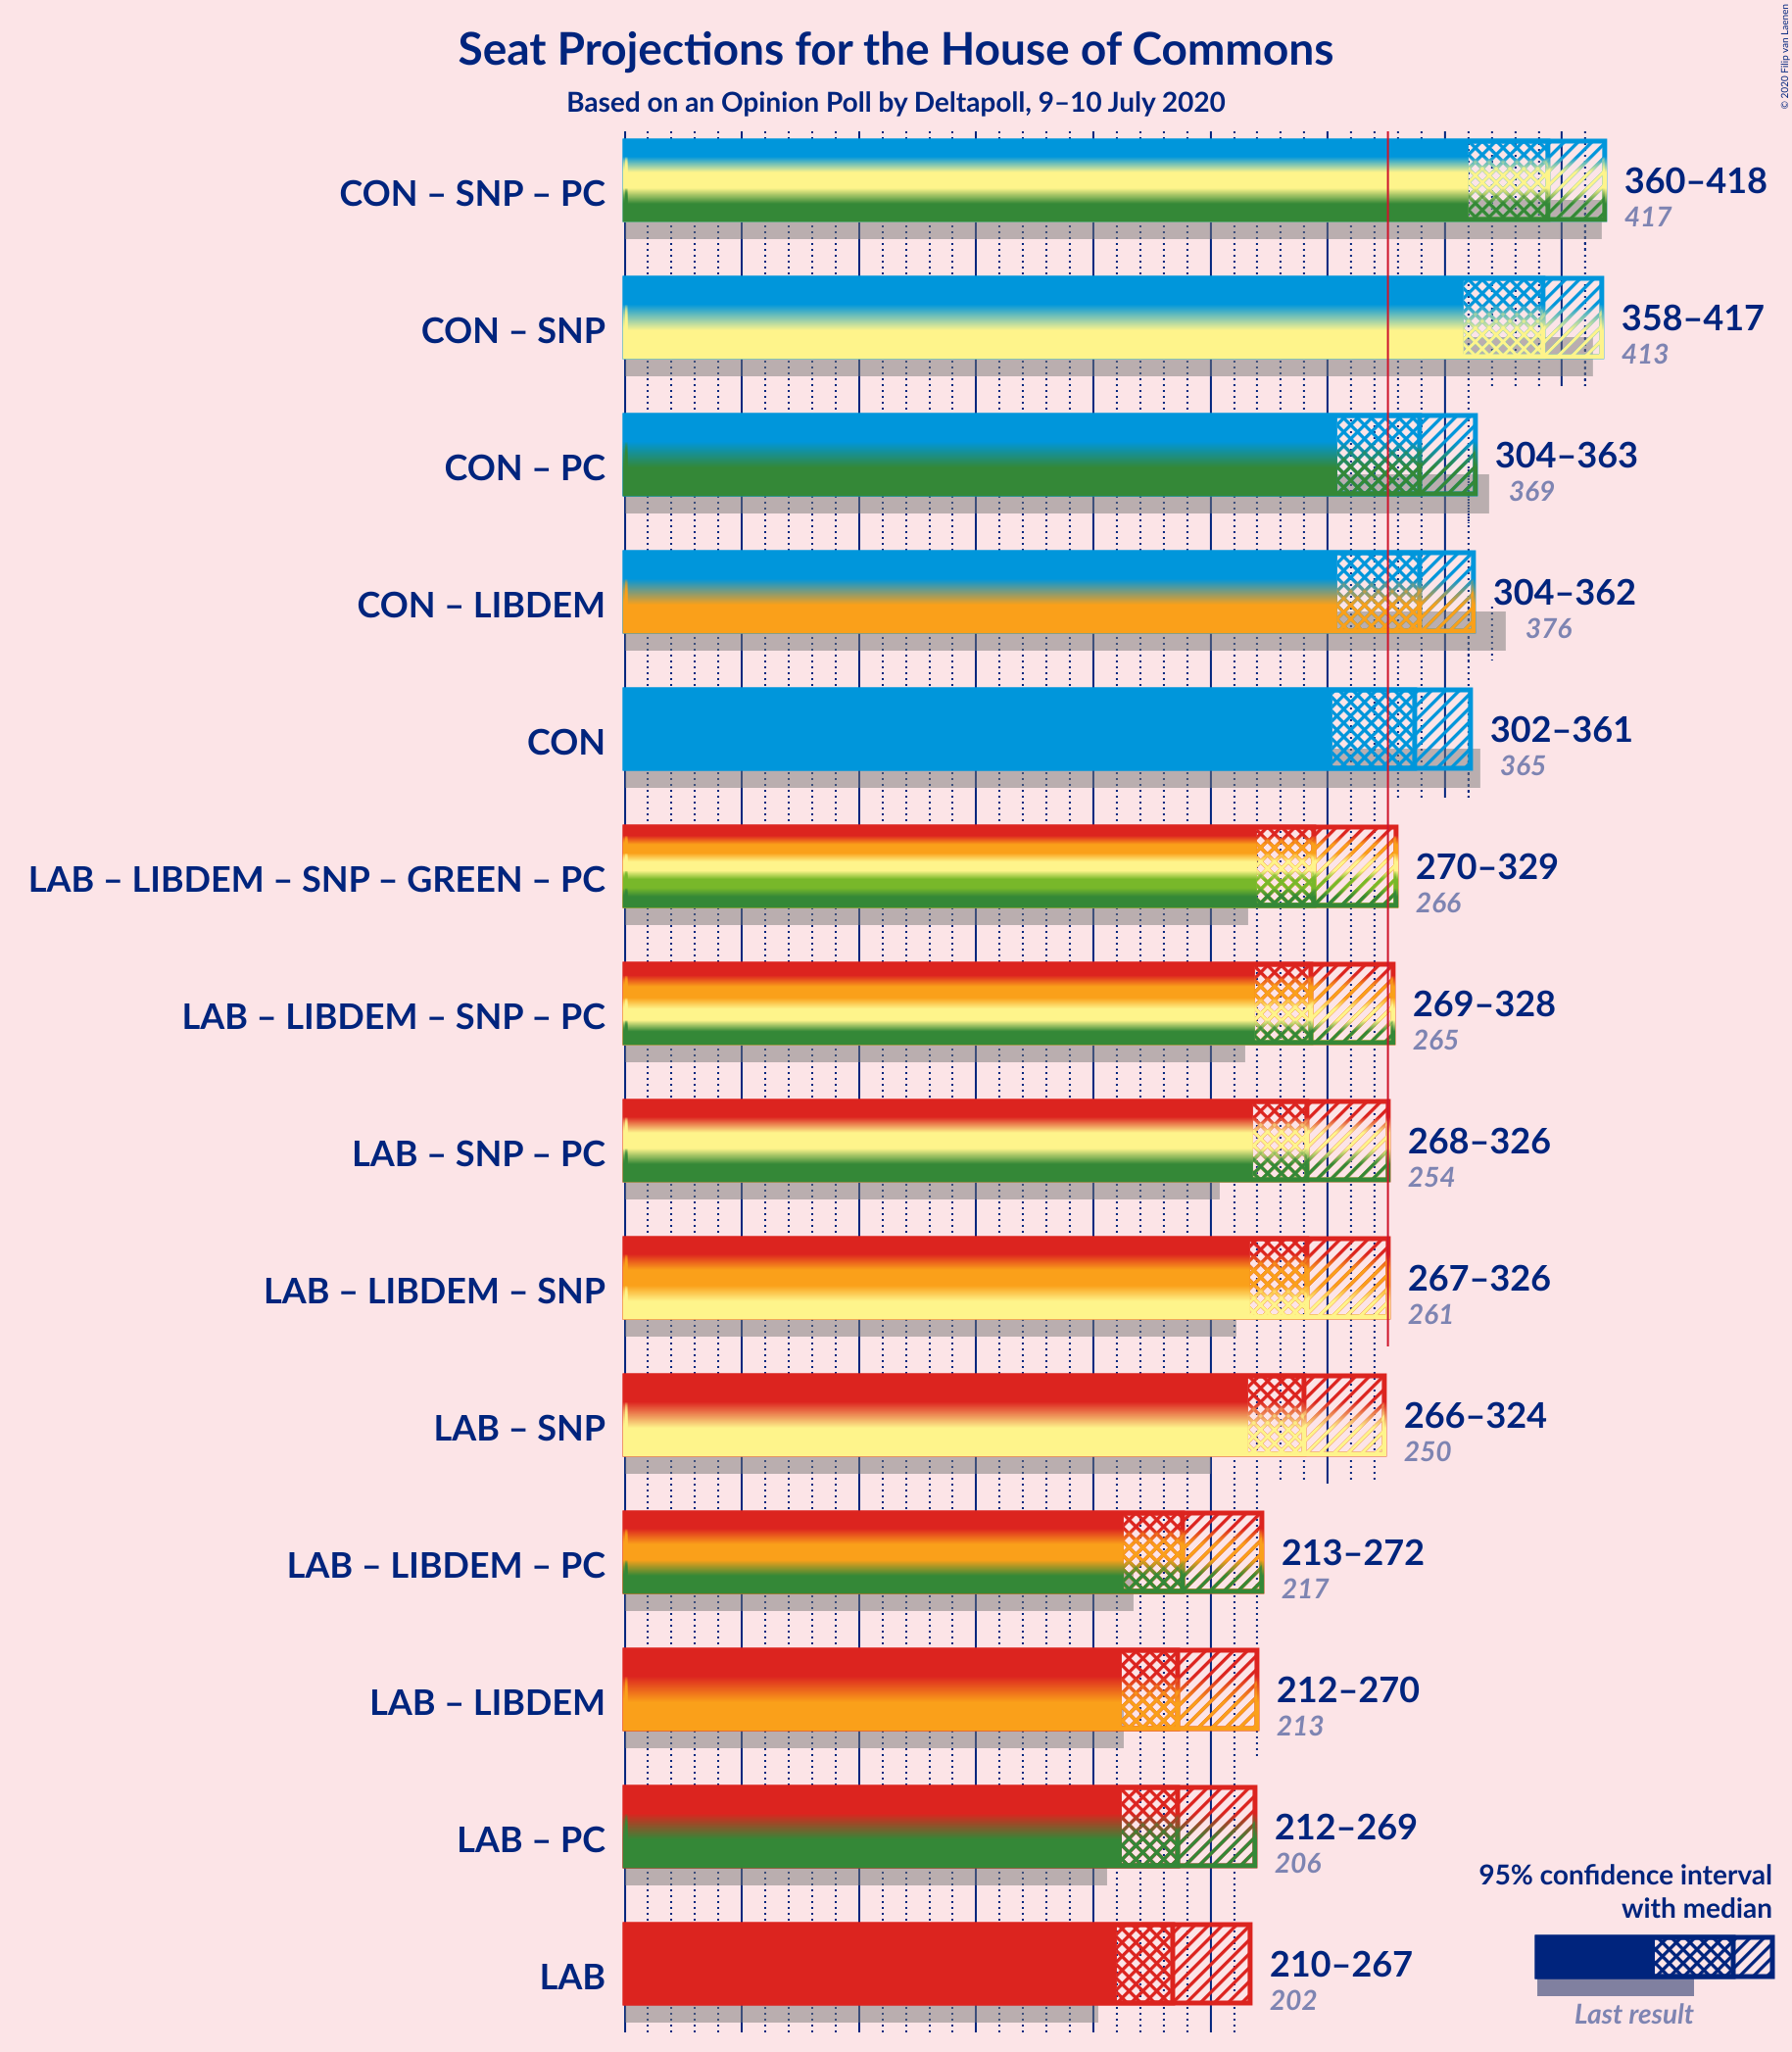 Seat Projections for the House of Commons
Based on an Opinion Poll by Deltapoll, 9–10 July 2020
© 2020 Filip van Laenen
CON – SNP – PC
360–418
417
CON – SNP
358–417
413
CON – PC
304–363
369
CON – LIBDEM
304–362
376
CON
302–361
365
LAB – LIBDEM – SNP – GREEN – PC
270–329
266
LAB – LIBDEM – SNP – PC
269–328
265
LAB – SNP – PC
268–326
254
LAB – LIBDEM – SNP
267–326
261
LAB – SNP
266–324
250
LAB – LIBDEM – PC
213–272
217
LAB – LIBDEM
212–270
213
LAB – PC
212–269
206
LAB
210–267
202
95% confidence interval
with median
Last result